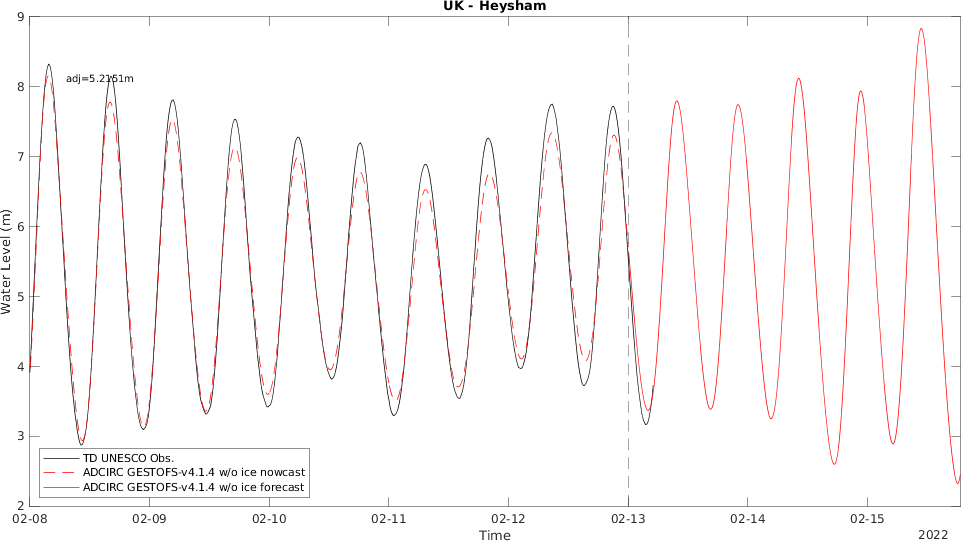 UK - Heysham
9
8
7
6
5
4
3
2
Water Level (m)
adj=5.2151m
TD UNESCO Obs.
ADCIRC GESTOFS-v4.1.4 w/o ice nowcast
ADCIRC GESTOFS-v4.1.4 w/o ice forecast
02-08 02-09 02-10 02-11 02-12 02-13 02-14 02-15
Time
2022